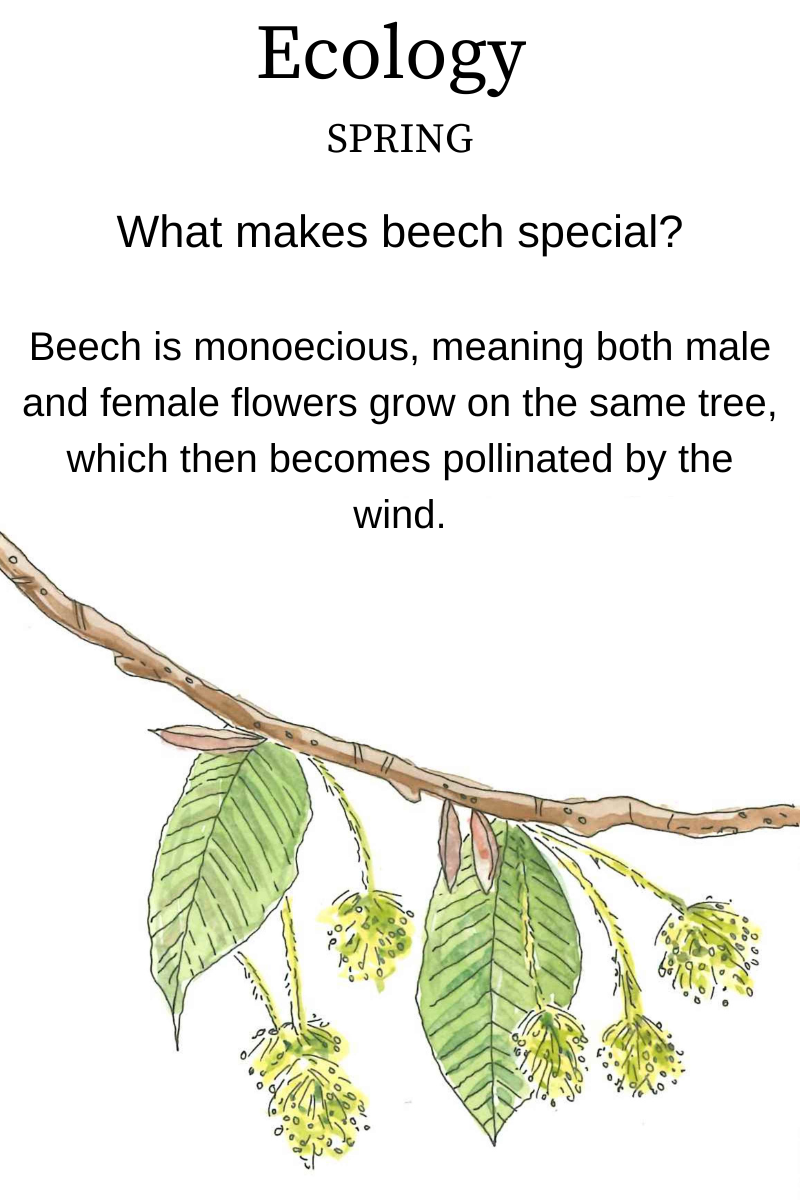 Ecology
SPRING
What makes beech special?
Beech is monoecious, meaning both male
and female flowers grow on the same tree,
which then becomes pollinated by the
wind.